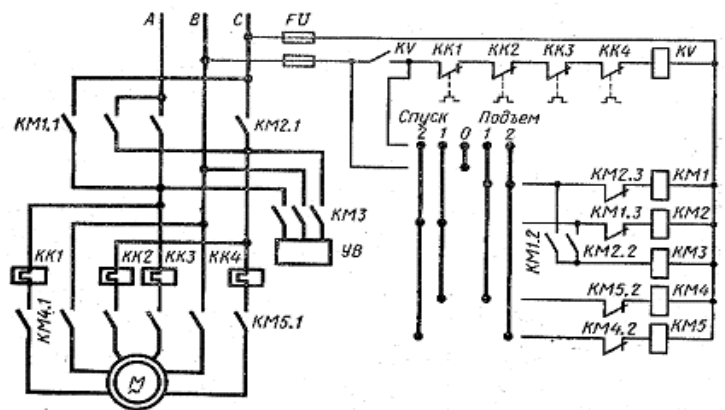 A B C FU
KV KK1 KK2 KK3 KK4 KV
KM1.1 KM2.1
Спуск Подъем
2 1 0 1 2
KM3
УВ
KM2.3 KM1
KM1.3 KM2
KM1.2
KM2.2 KM3
KK1 KK2 KK3 KK4
KM5.2 KM4
KM4.1 KM5.1
KM4.2 KM5
M